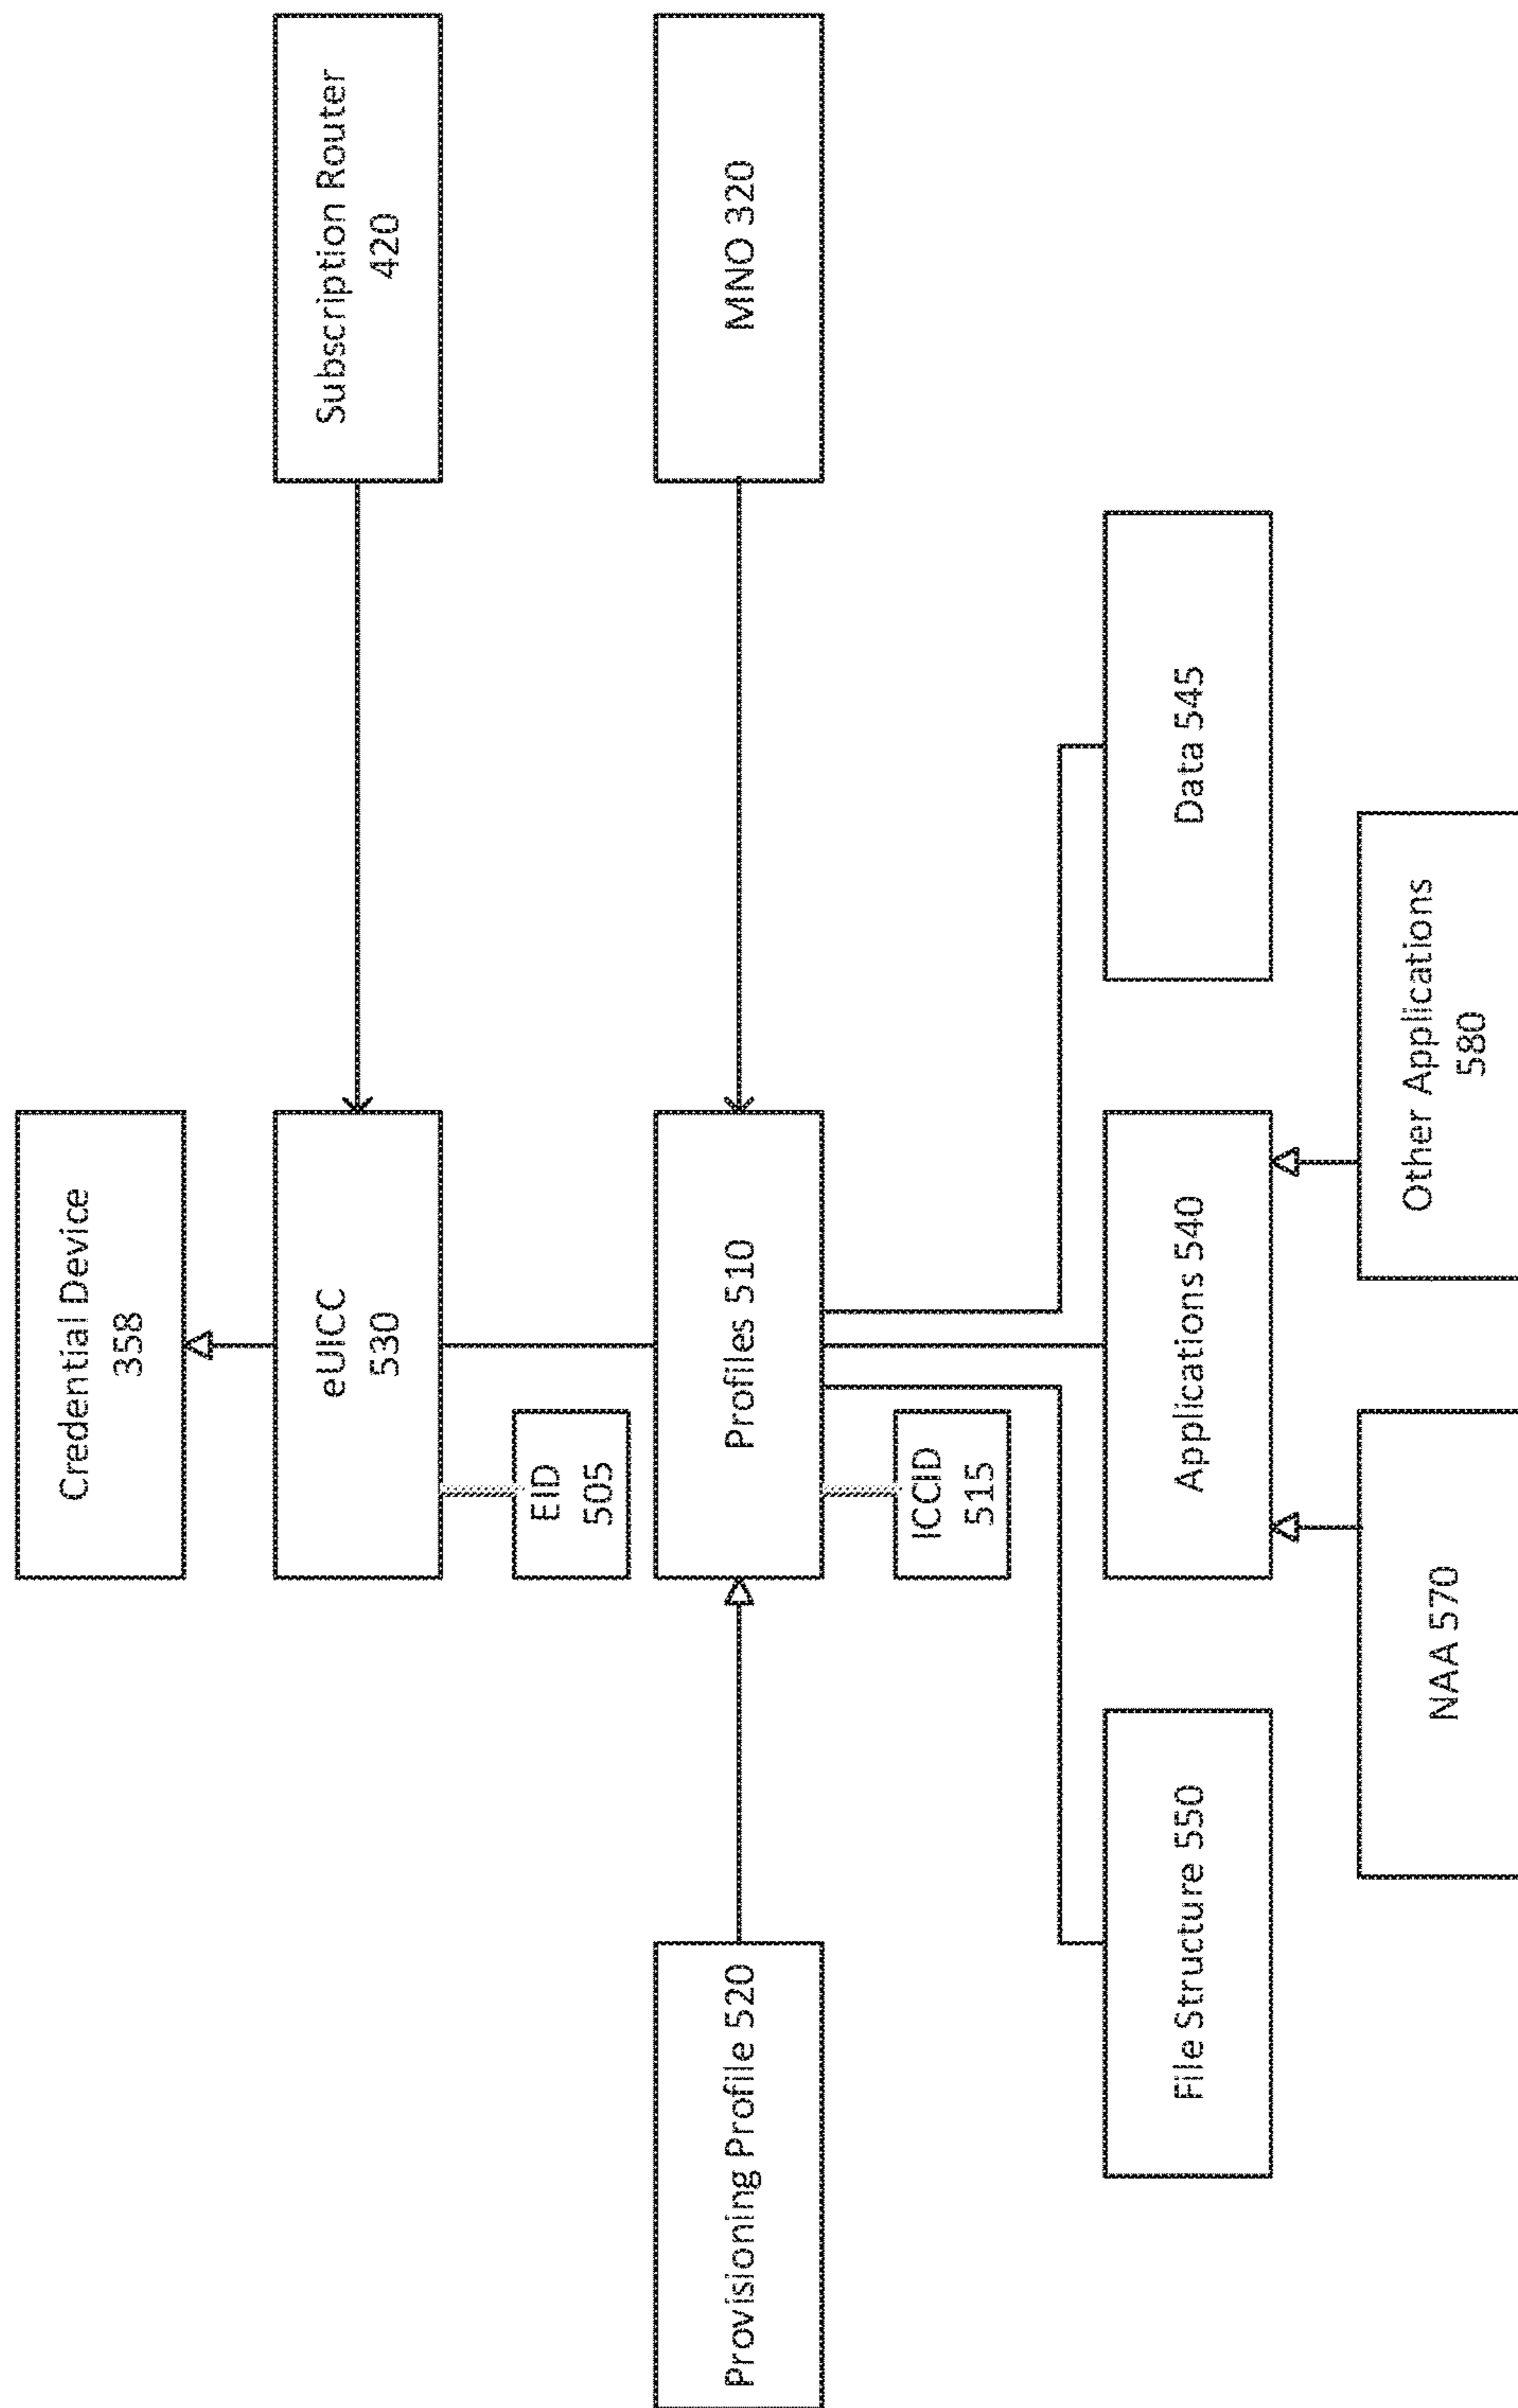 Credential Device
358
Subscription Router
420
eUICC
530
EID
505
MNO 320
Profiles 510
Provisioning Profile 520
ICCID
515
File Structure 550
Applications 540
Data 545
NAA 570
Other Applications
580